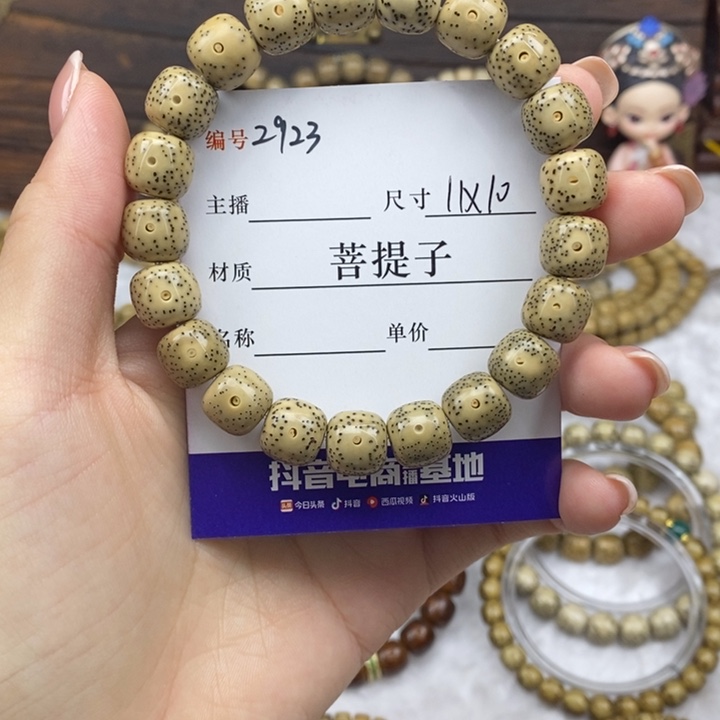 编号 2923
主播 尺寸 11X10
材质 菩提子
名称 单价
抖音电商直播基地
今日头条 抖音 西瓜视频 抖音火山版